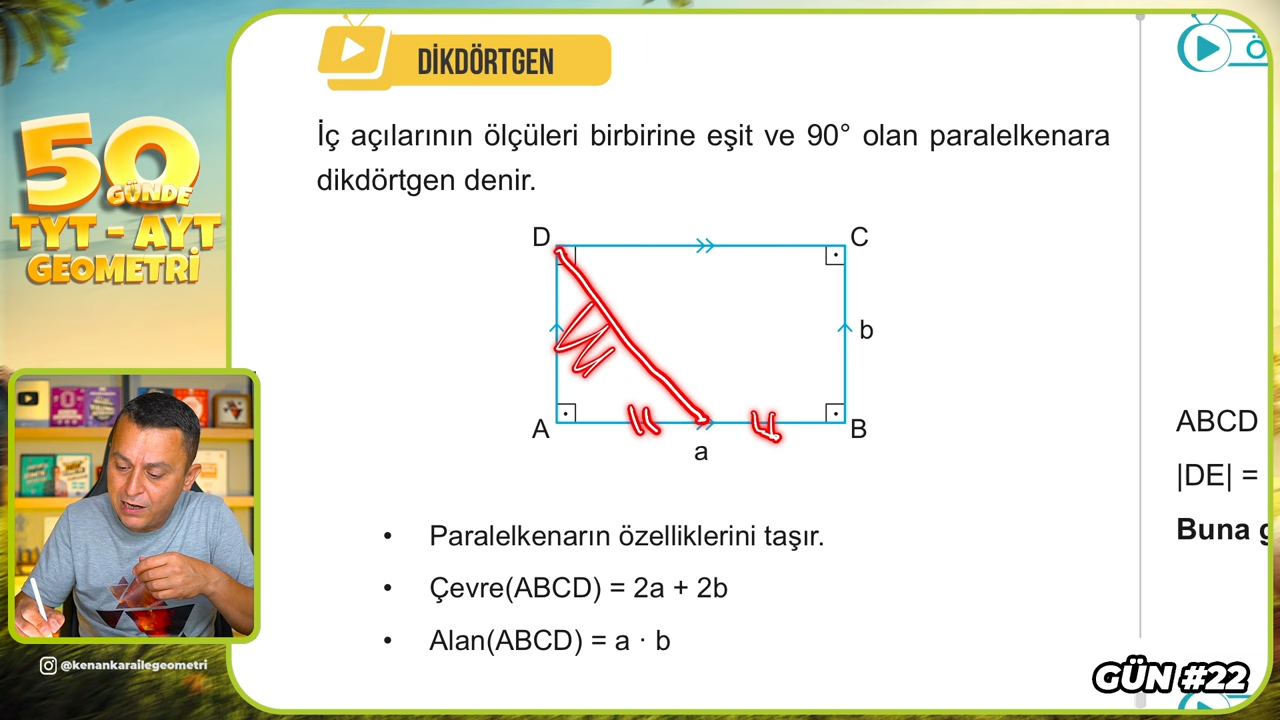 DİKDÖRTGEN
Ö
50
GÜNDE
TYT - AYT
GEOMETRİ
İç açılarının ölçüleri birbirine eşit ve 90° olan paralelkenara
dikdörtgen denir.
D
C
b
A
B
a
ABCD
|DE| =
Buna g
• Paralelkenarın özelliklerini taşır.
• Çevre(ABCD) = 2a + 2b
• Alan(ABCD) = a · b
@kenankarailegeometri
GÜN #22